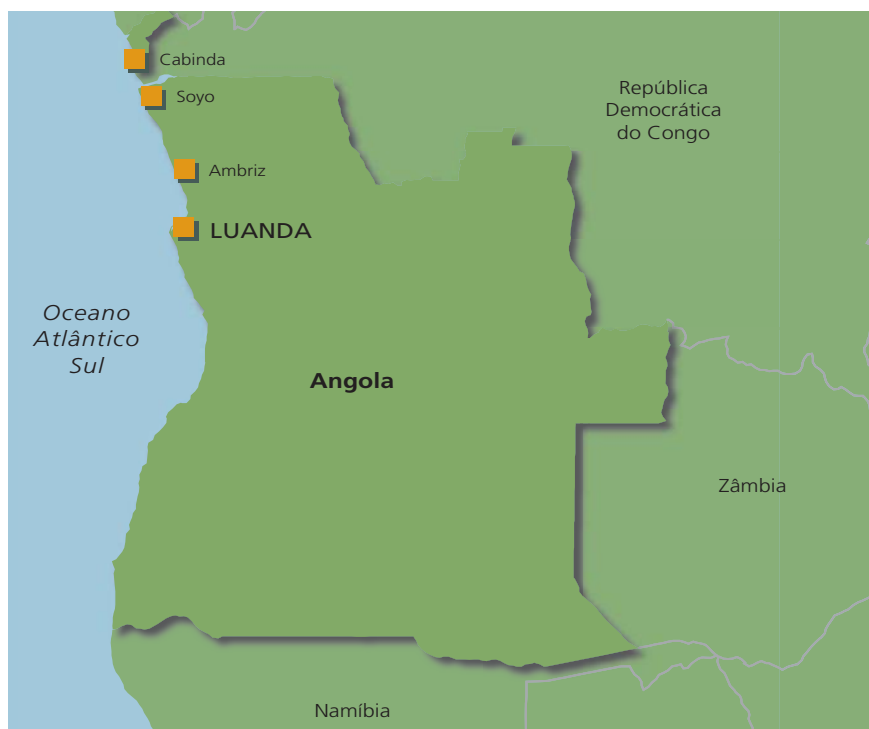 Cabinda
República
Democrática
do Congo
Soyo
Ambriz
LUANDA
Oceano
Atlântico
Sul
Angola
Zâmbia
Namíbia